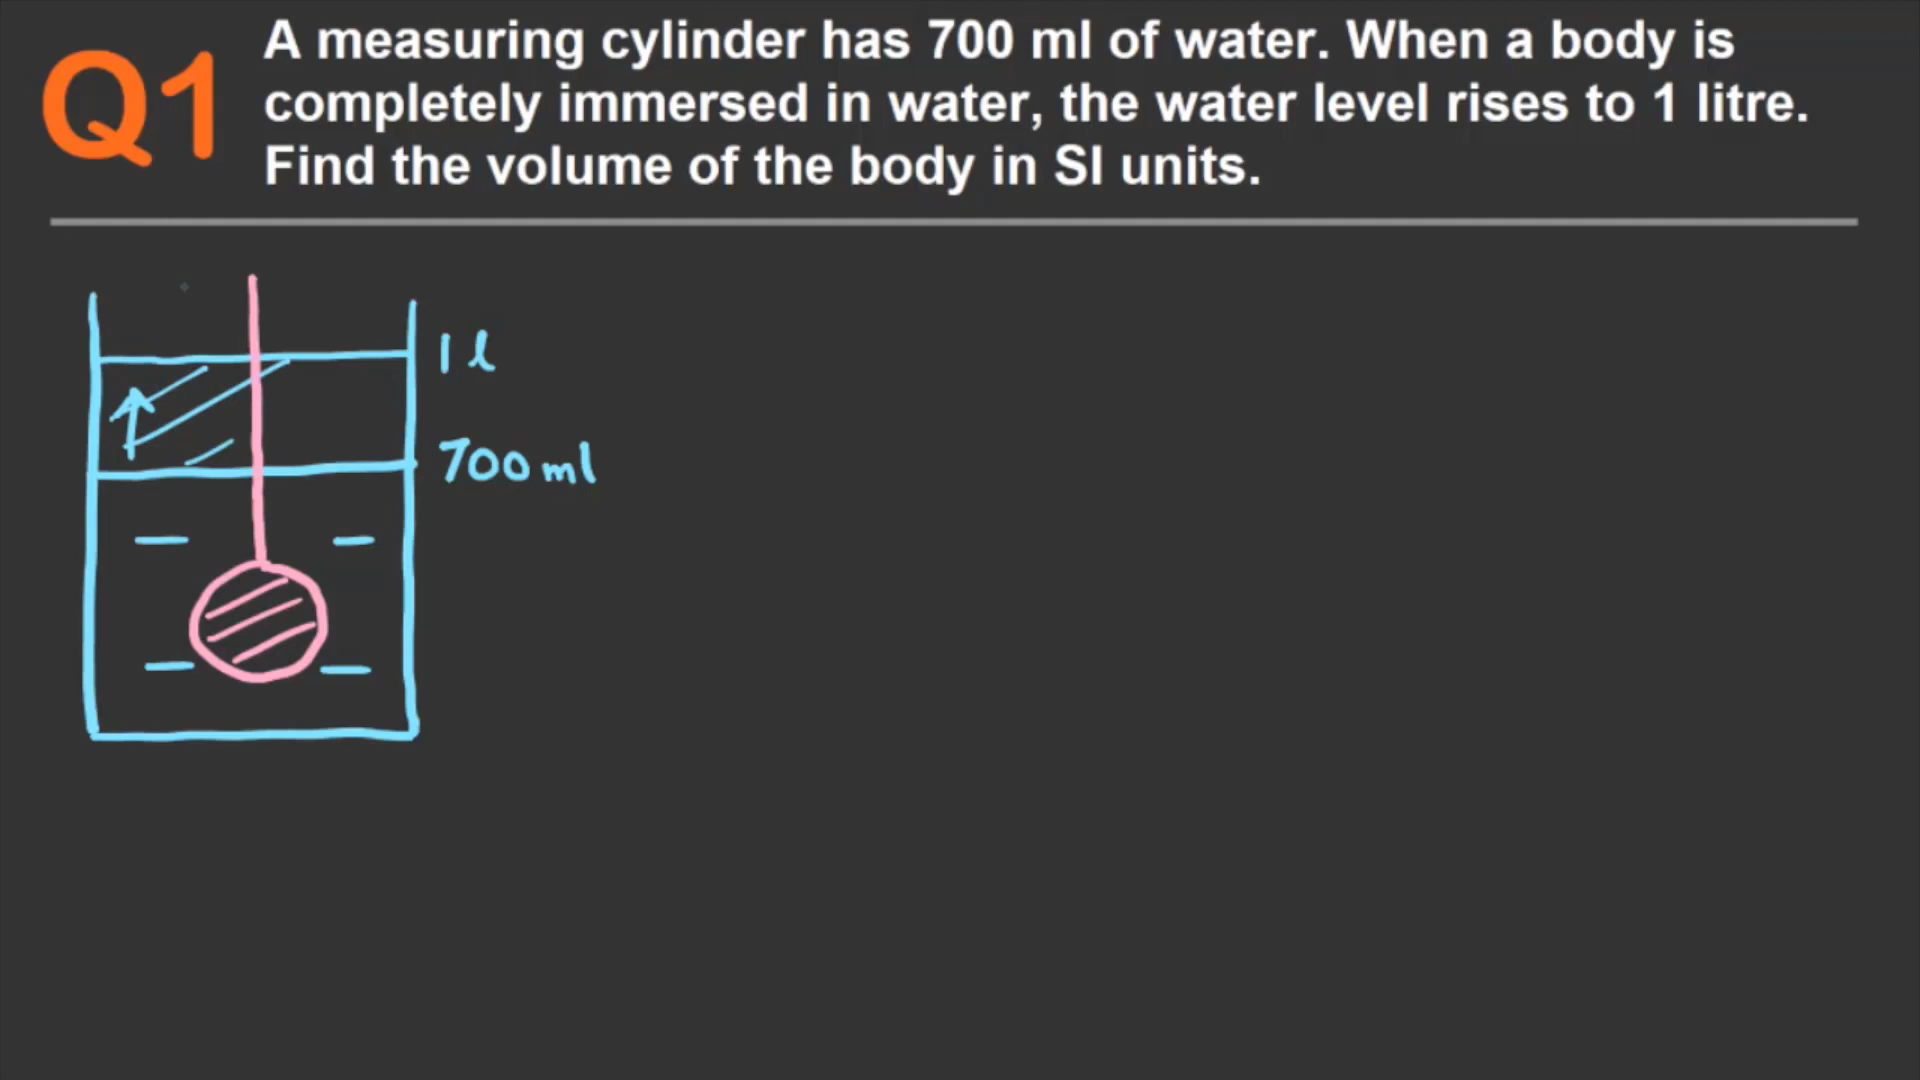 Q1
A measuring cylinder has 700 ml of water. When a body is
completely immersed in water, the water level rises to 1 litre.
Find the volume of the body in SI units.
1 l
700 ml